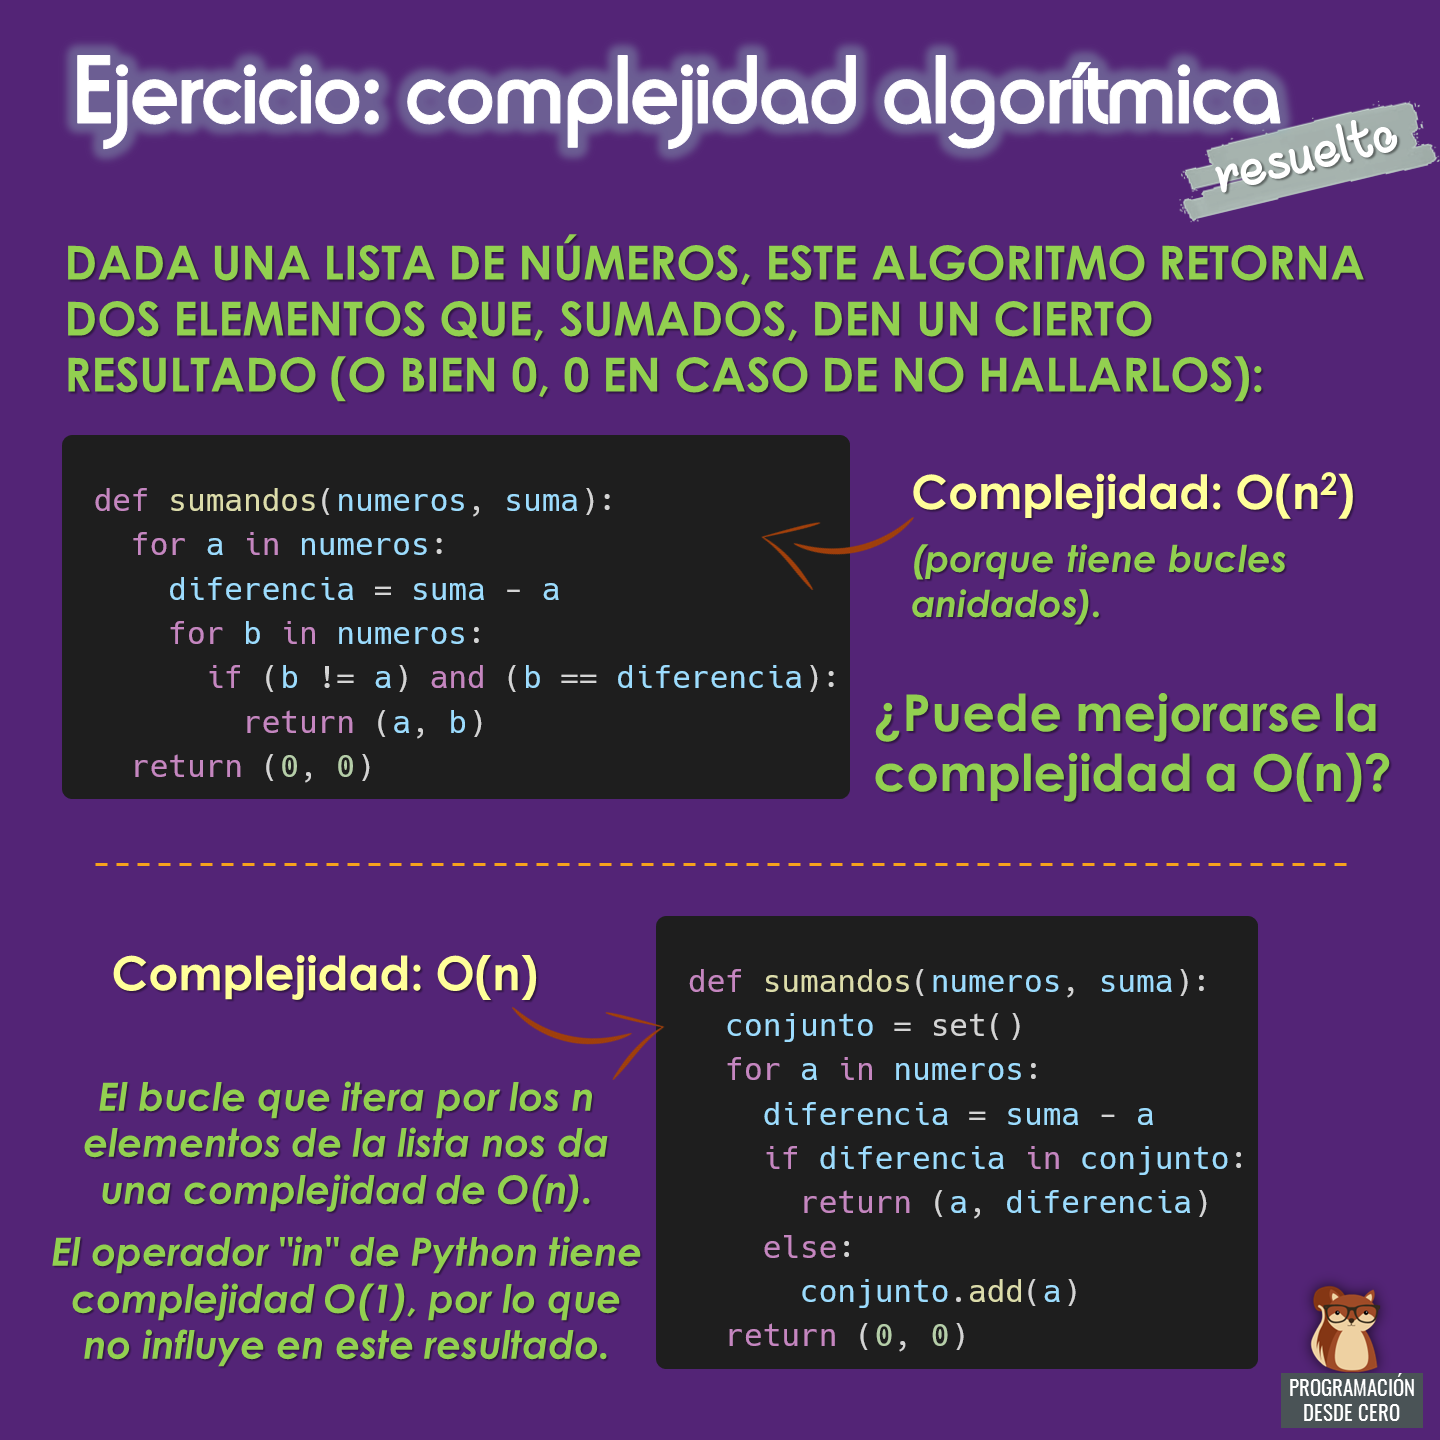 Ejercicio: complejidad algorítmica
resuelto
DADA UNA LISTA DE NÚMEROS, ESTE ALGORITMO RETORNA
DOS ELEMENTOS QUE, SUMADOS, DEN UN CIERTO
RESULTADO (O BIEN 0, 0 EN CASO DE NO HALLARLOS):
def sumandos(numeros, suma):
  for a in numeros:
    diferencia = suma - a
    for b in numeros:
      if (b != a) and (b == diferencia):
        return (a, b)
  return (0, 0)
Complejidad: O(n²)
(porque tiene bucles
anidados).
¿Puede mejorarse la
complejidad a O(n)?
Complejidad: O(n)
El bucle que itera por los n
elementos de la lista nos da
una complejidad de O(n).
El operador "in" de Python tiene
complejidad O(1), por lo que
no influye en este resultado.
def sumandos(numeros, suma):
  conjunto = set()
  for a in numeros:
    diferencia = suma - a
    if diferencia in conjunto:
      return (a, diferencia)
    else:
      conjunto.add(a)
  return (0, 0)
PROGRAMACIÓN
DESDE CERO